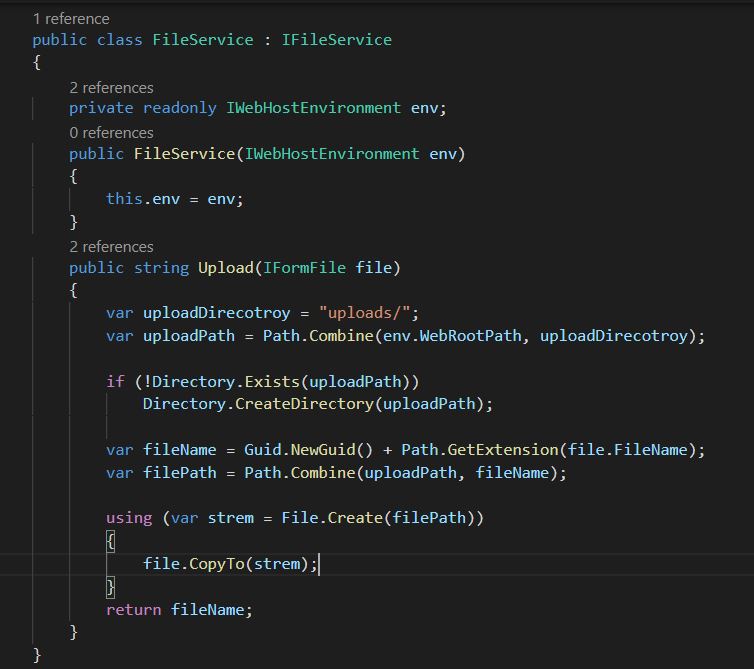 1 reference
public class FileService : IFileService
{
2 references
private readonly IWebHostEnvironment env;
0 references
public FileService(IWebHostEnvironment env)
{
this.env = env;
}
2 references
public string Upload(IFormFile file)
{
var uploadDirecotroy = "uploads/";
var uploadPath = Path.Combine(env.WebRootPath, uploadDirecotroy);
if (!Directory.Exists(uploadPath))
Directory.CreateDirectory(uploadPath);
var fileName = Guid.NewGuid() + Path.GetExtension(file.FileName);
var filePath = Path.Combine(uploadPath, fileName);
using (var strem = File.Create(filePath))
{
file.CopyTo(strem);
}
return fileName;
}
}